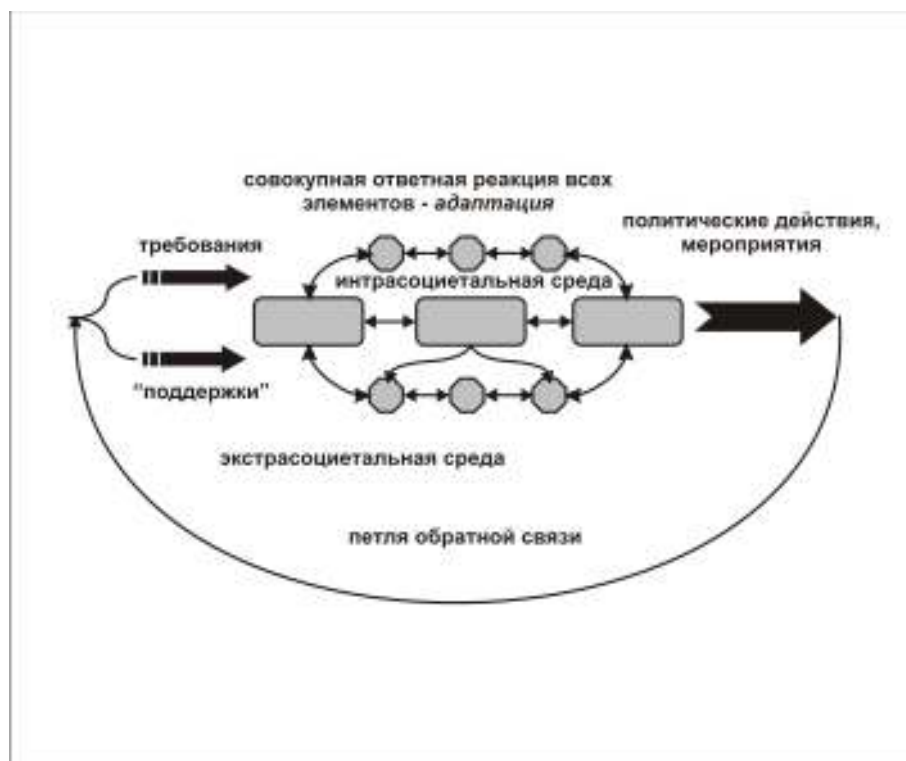 совокупная ответная реакция всех
элементов - адаптация
политические действия,
мероприятия
требования
интрасоциетальная среда
“поддержки”
экстрасоциетальная среда
петля обратной связи